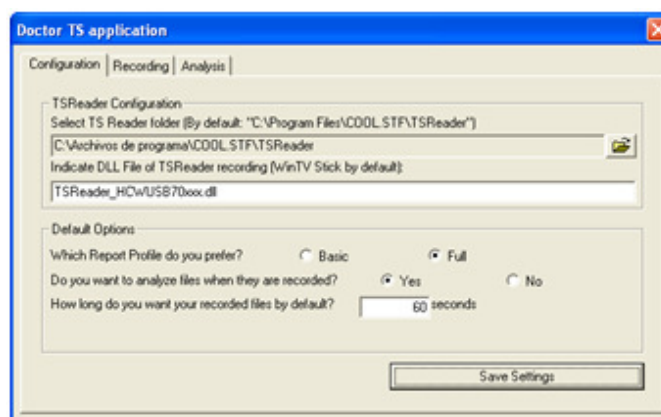 Doctor TS application
Configuration Recording Analysis
TSReader Configuration
Select TS Reader folder (By default: "C:\Program Files\COOL.STF\TSReader")
C:\Archivos de programa\COOL.STF\TSReader
Indicate DLL File of TSReader recording (WinTV Stick by default):
TSReader_HCWUSB70xxx.dll
Default Options
Which Report Profile do you prefer? Basic Full
Do you want to analyze files when they are recorded? Yes No
How long do you want your recorded files by default? 60 seconds
Save Settings